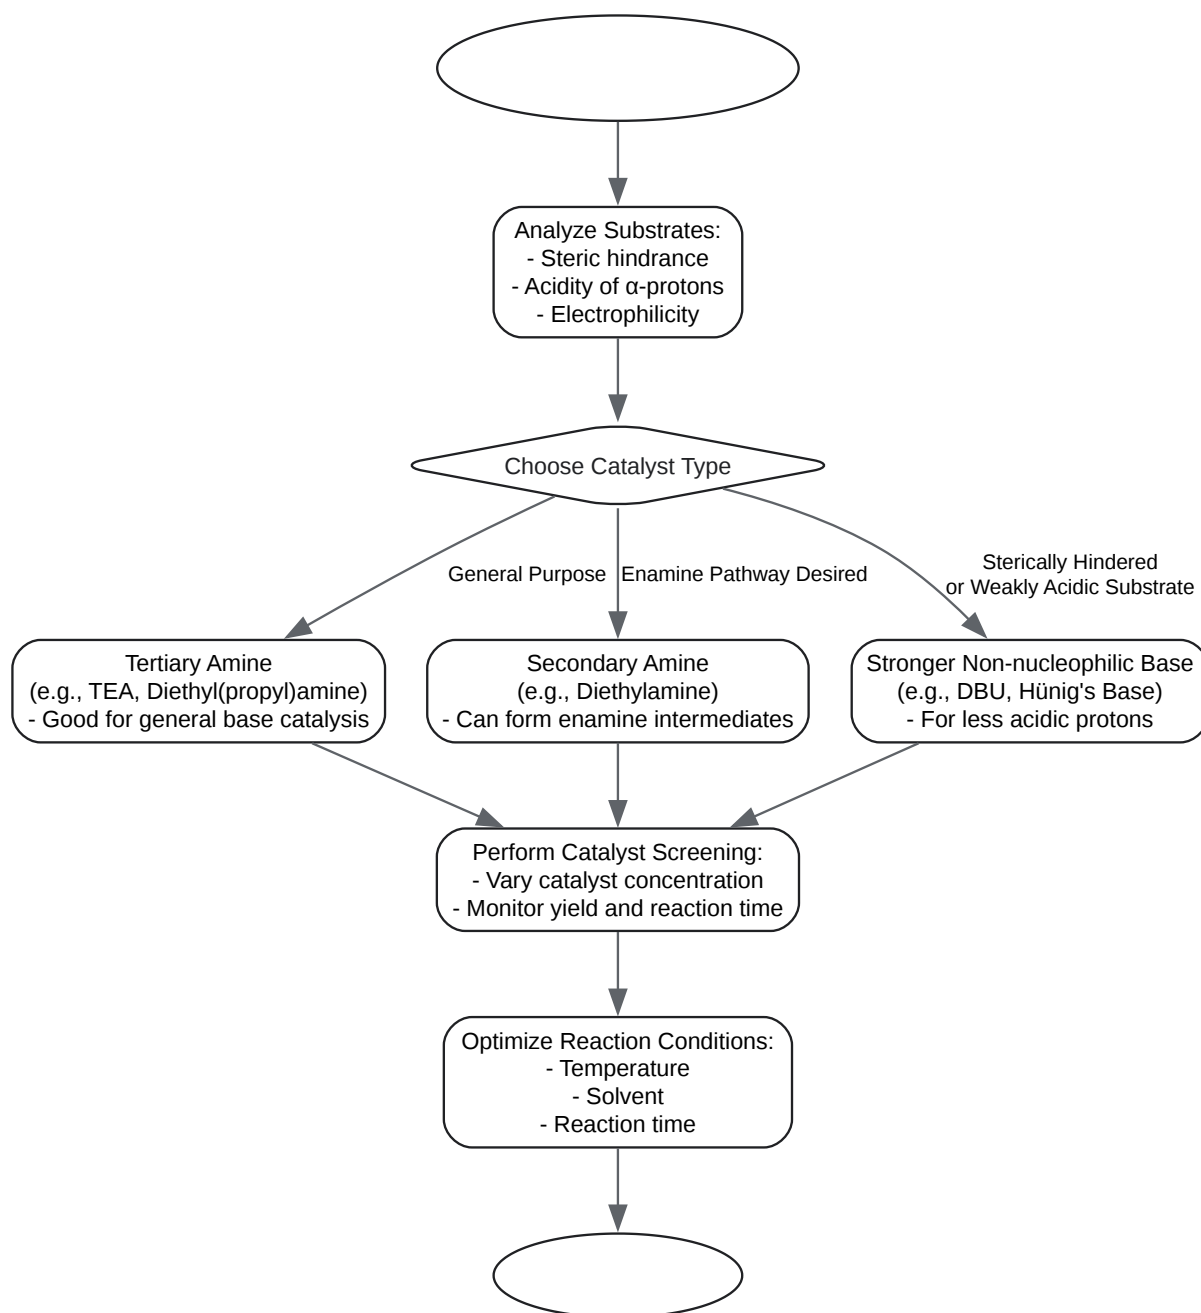 Analyze Substrates:
- Steric hindrance
- Acidity of α-protons
- Electrophilicity
Choose Catalyst Type
General Purpose
Enamine Pathway Desired
Sterically Hindered
or Weakly Acidic Substrate
Tertiary Amine
(e.g., TEA, Diethyl(propyl)amine)
- Good for general base catalysis
Secondary Amine
(e.g., Diethylamine)
- Can form enamine intermediates
Stronger Non-nucleophilic Base
(e.g., DBU, Hünig's Base)
- For less acidic protons
Perform Catalyst Screening:
- Vary catalyst concentration
- Monitor yield and reaction time
Optimize Reaction Conditions:
- Temperature
- Solvent
- Reaction time